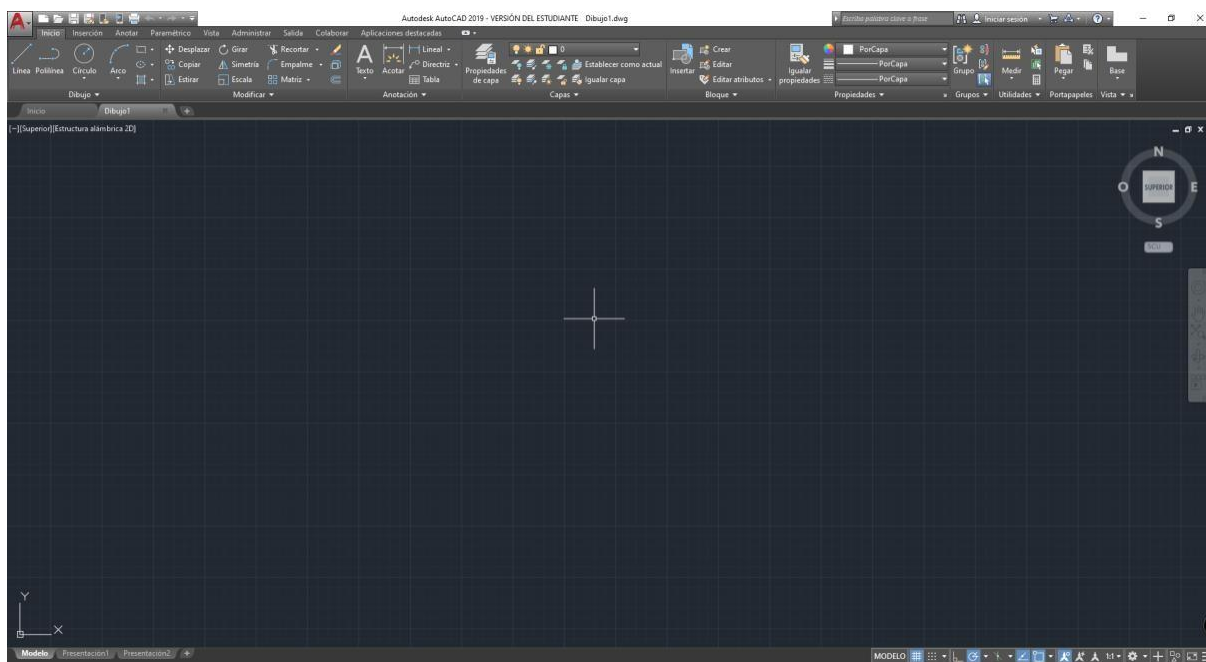 Autodesk AutoCAD 2019 - VERSIÓN DEL ESTUDIANTE Dibujo1.dwg
Escriba palabra clave o frase
Iniciar sesión
Inicio Inserción Anotar Paramétrico Vista Administrar Salida Colaborar Aplicaciones destacadas
Línea Polilínea Círculo Arco
Desplazar Girar Recortar
Copiar Simetría Empalme
Estirar Escala Matriz
Texto Acotar
Lineal
Directriz
Tabla
Propiedades de capa
0
Establecer como actual
Igualar capa
Insertar
Crear
Editar
Editar atributos
Igualar propiedades
PorCapa
PorCapa
PorCapa
Grupo
Medir
Pegar
Base
Dibujo Modificar Anotación Capas Bloque Propiedades Grupos Utilidades Portapapeles Vista
Inicio Dibujo1
[−][Superior][Estructura alámbrica 2D]
N
O SUPERIOR E
S
SCU
Y
X
Modelo Presentación1 Presentación2
MODELO 1:1